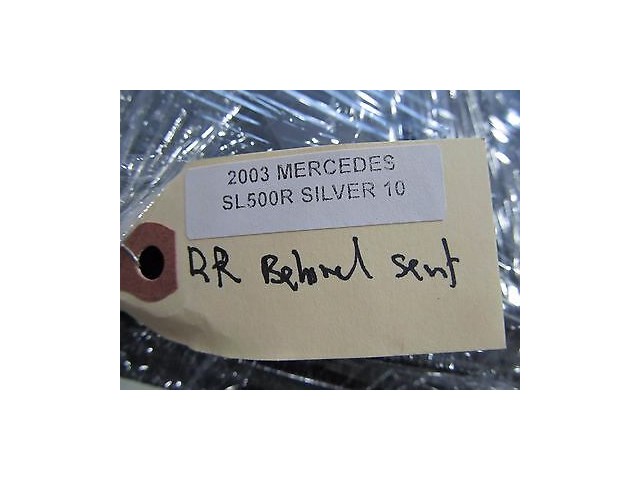 2003 MERCEDES
SL500R SILVER 10
RR Behind seat